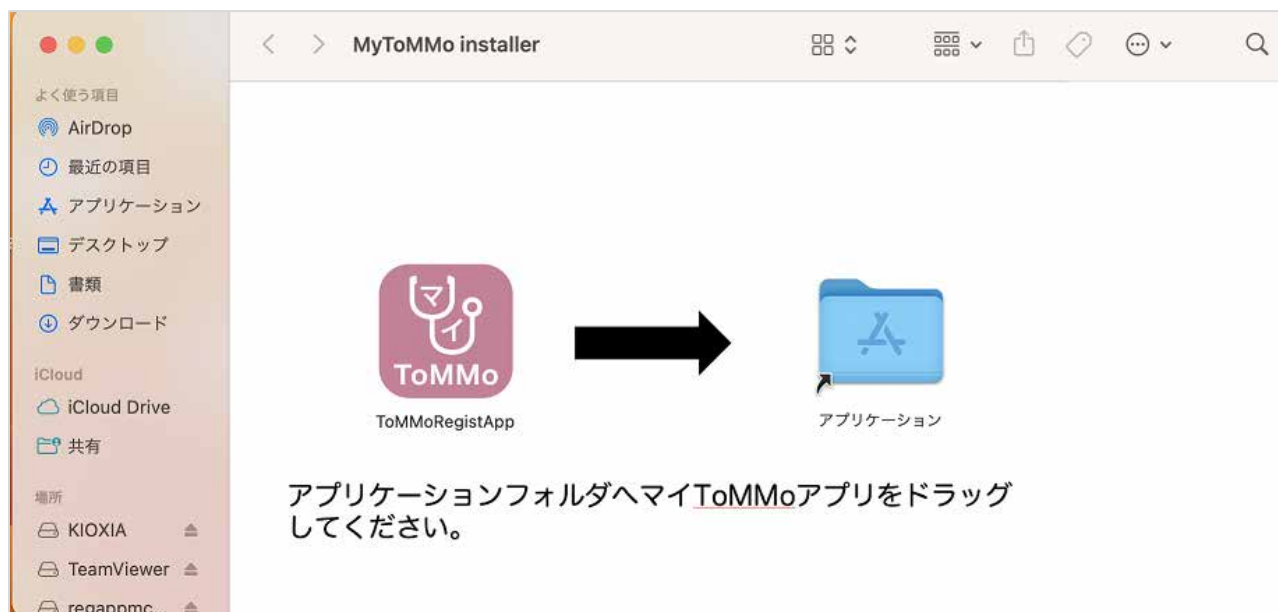 MyToMMo installer
よく使う項目
AirDrop
最近の項目
アプリケーション
デスクトップ
書類
ダウンロード
iCloud
iCloud Drive
共有
場所
KIOXIA
TeamViewer
regappmc...
マイ
ToMMo
ToMMoRegistApp
アプリケーション
アプリケーションフォルダへマイToMMoアプリをドラッグ
してください。